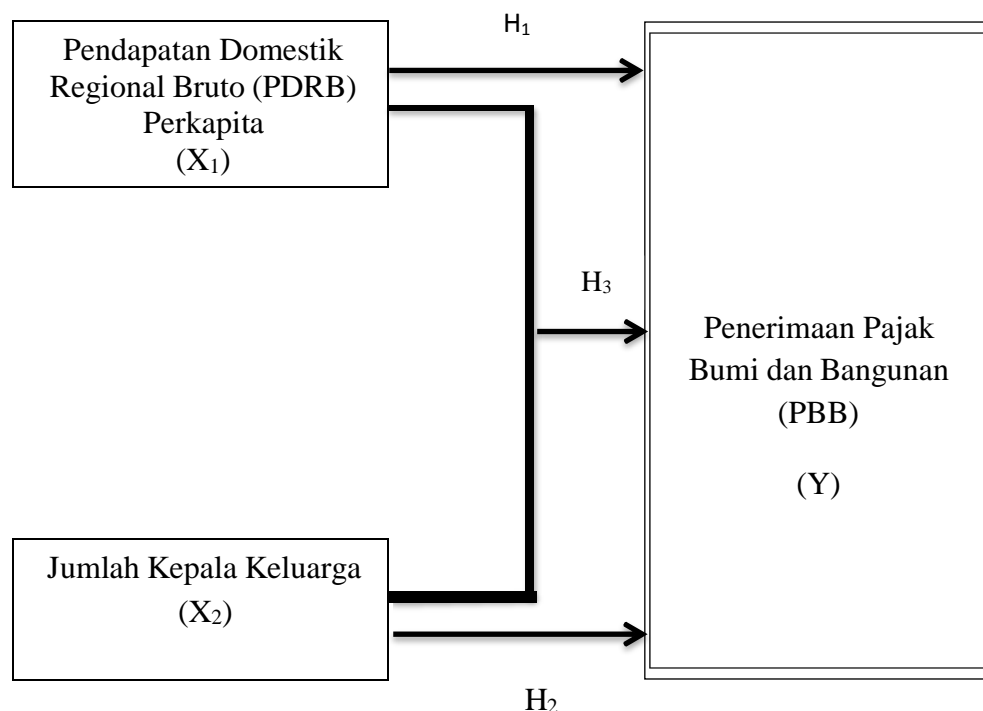 H₁
Pendapatan Domestik
Regional Bruto (PDRB)
Perkapita
(X₁)
H₃
Penerimaan Pajak
Bumi dan Bangunan
(PBB)
(Y)
Jumlah Kepala Keluarga
(X₂)
H₂